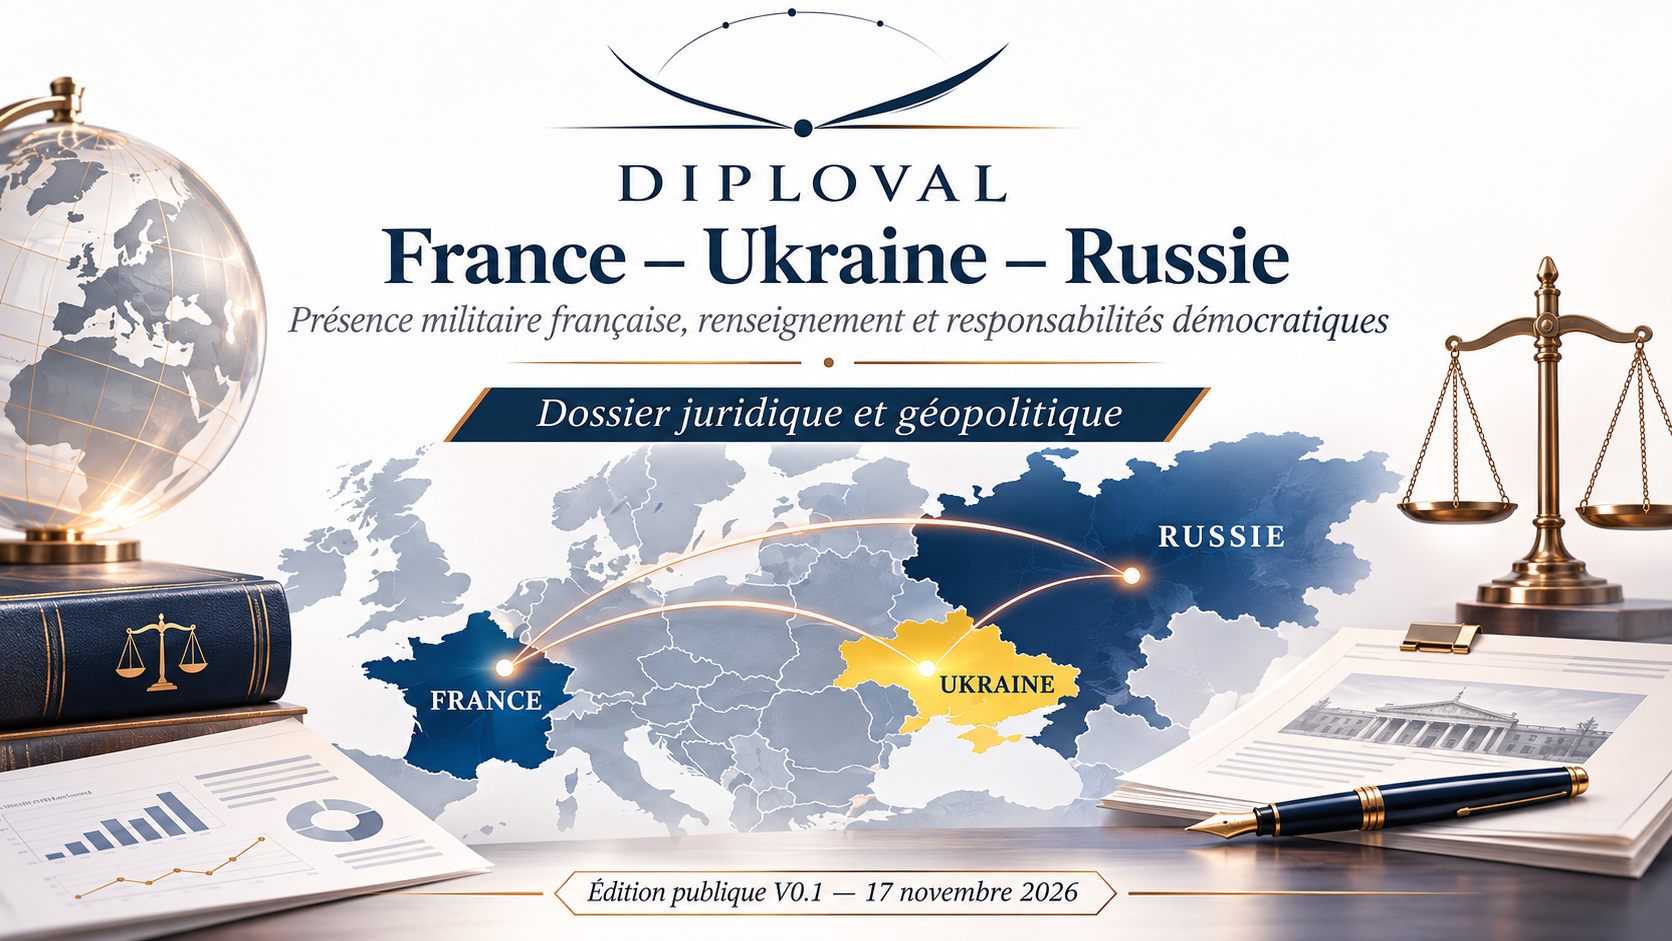 DIPLOVAL
France – Ukraine – Russie
Présence militaire française, renseignement et responsabilités démocratiques
Dossier juridique et géopolitique
RUSSIE
UKRAINE
FRANCE
Édition publique V0.1 — 17 novembre 2026